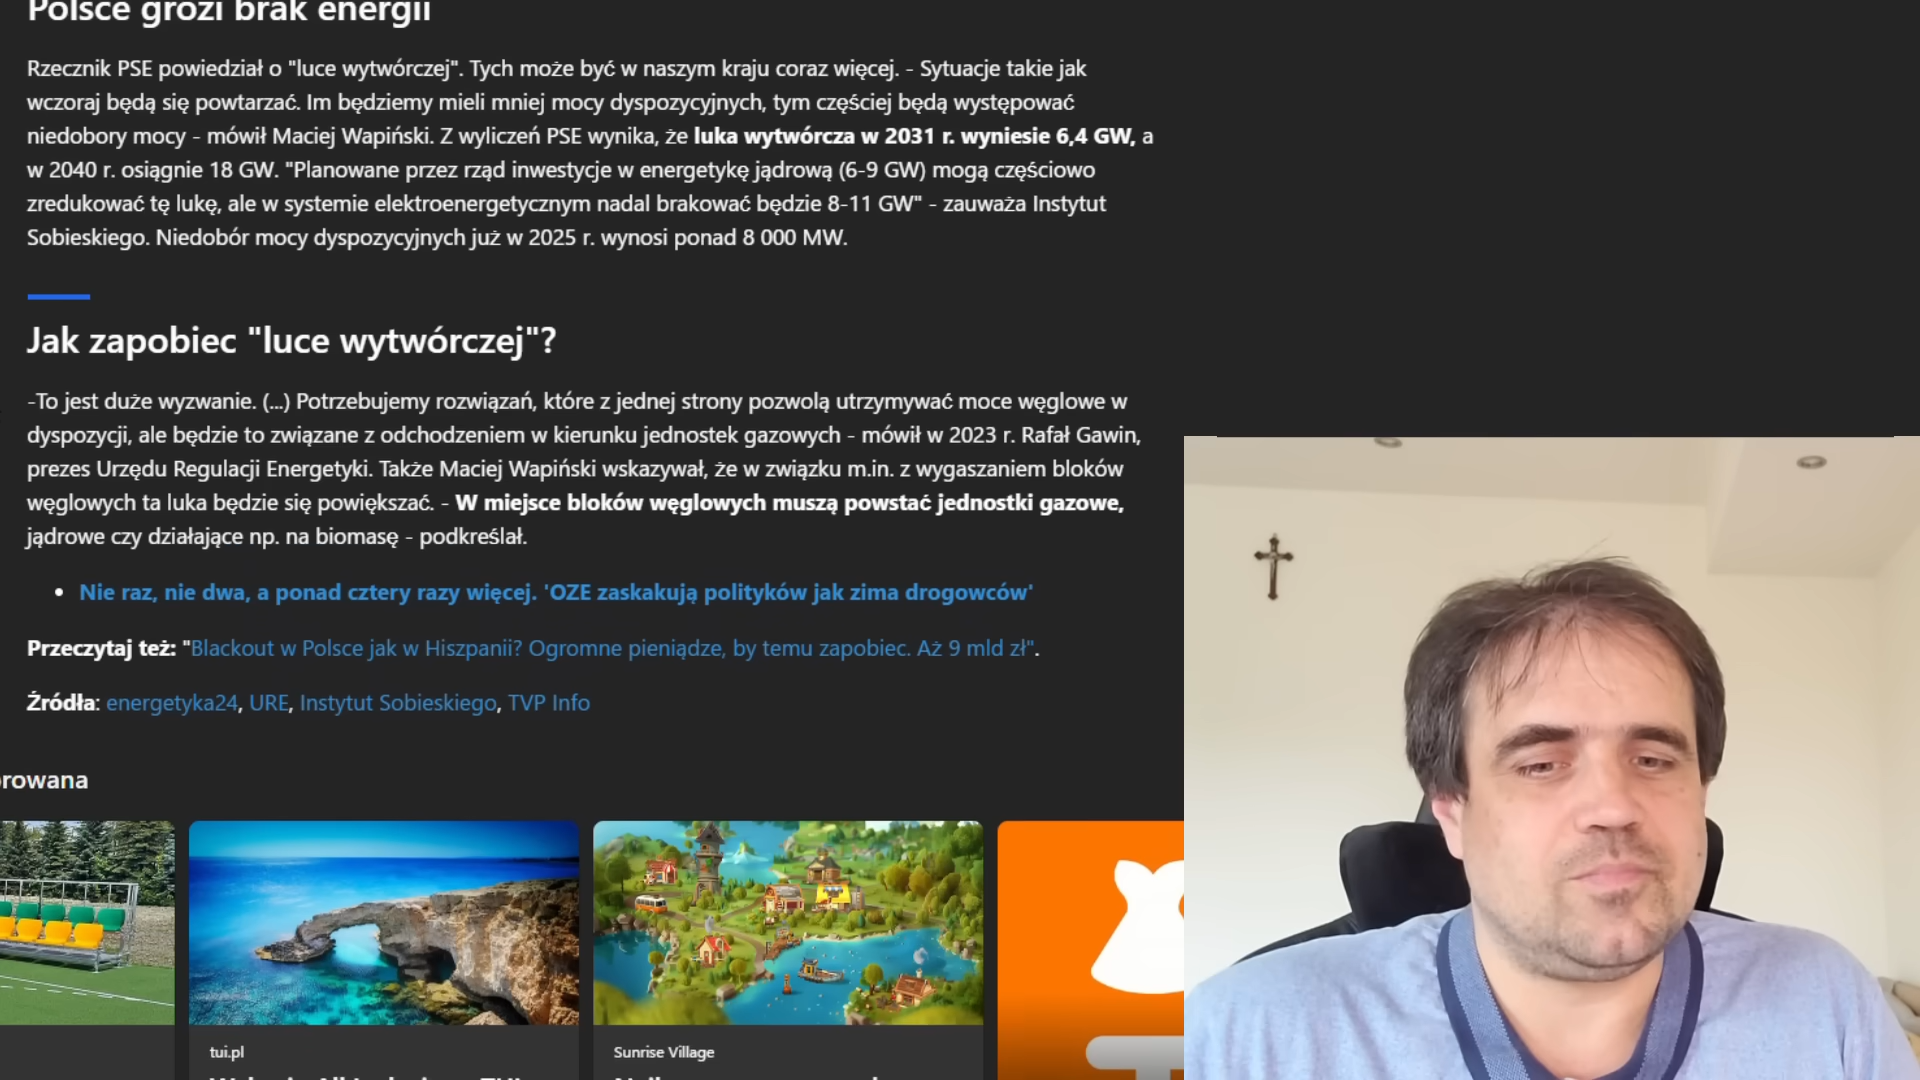 Polsce grozi brak energii
Rzecznik PSE powiedział o "luce wytwórczej". Tych może być w naszym kraju coraz więcej. - Sytuacje takie jak
wczoraj będą się powtarzać. Im będziemy mieli mniej mocy dyspozycyjnych, tym częściej będą występować
niedobory mocy - mówił Maciej Wapiński. Z wyliczeń PSE wynika, że luka wytwórcza w 2031 r. wyniesie 6,4 GW, a
w 2040 r. osiągnie 18 GW. "Planowane przez rząd inwestycje w energetykę jądrową (6-9 GW) mogą częściowo
zredukować tę lukę, ale w systemie elektroenergetycznym nadal brakować będzie 8-11 GW" - zauważa Instytut
Sobieskiego. Niedobór mocy dyspozycyjnych już w 2025 r. wynosi ponad 8 000 MW.
Jak zapobiec "luce wytwórczej"?
-To jest duże wyzwanie. (...) Potrzebujemy rozwiązań, które z jednej strony pozwolą utrzymywać moce węglowe w
dyspozycji, ale będzie to związane z odchodzeniem w kierunku jednostek gazowych - mówił w 2023 r. Rafał Gawin,
prezes Urzędu Regulacji Energetyki. Także Maciej Wapiński wskazywał, że w związku m.in. z wygaszaniem bloków
węglowych ta luka będzie się powiększać. - W miejsce bloków węglowych muszą powstać jednostki gazowe,
jądrowe czy działające np. na biomasę - podkreślał.
• Nie raz, nie dwa, a ponad cztery razy więcej. 'OZE zaskakują polityków jak zima drogowców'
Przeczytaj też: "Blackout w Polsce jak w Hiszpanii? Ogromne pieniądze, by temu zapobiec. Aż 9 mld zł".
Źródła: energetyka24, URE, Instytut Sobieskiego, TVP Info
rowana
tui.pl
Sunrise Village